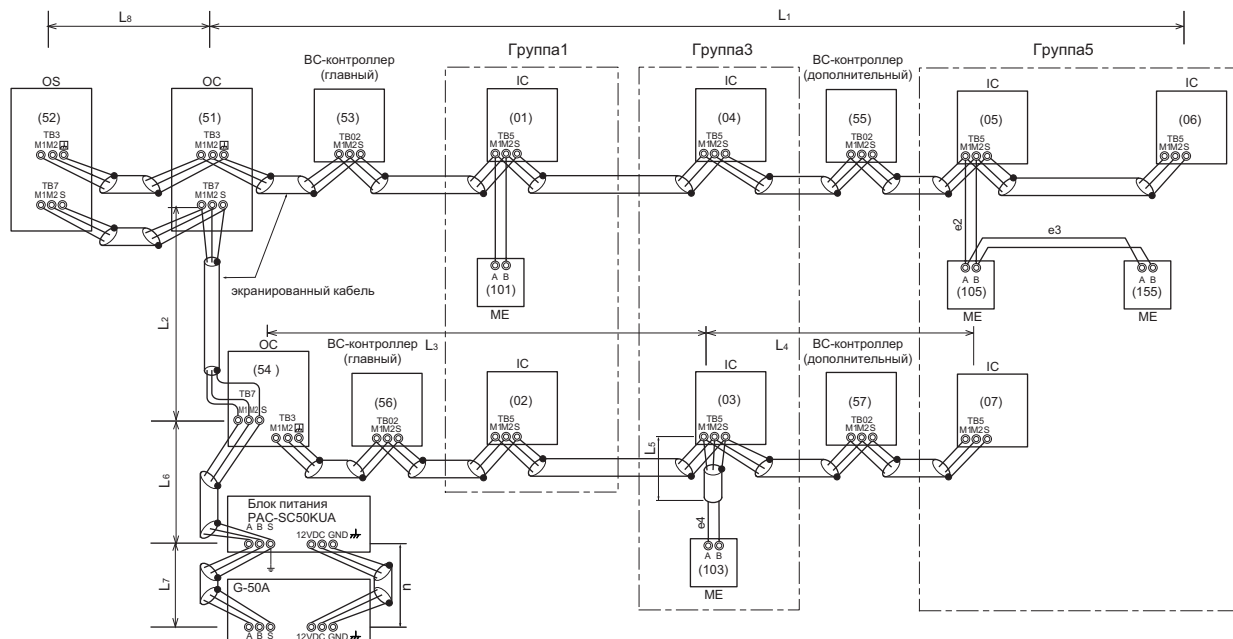 L8
L1
Группа1
Группа3
Группа5
BC-контроллер
(главный)
BC-контроллер
(дополнительный)
OS
OC
IC
IC
IC
IC
(52)
(51)
(53)
(01)
(04)
(55)
(05)
(06)
TB3
M1M2
TB3
M1M2
TB02
M1M2S
TB5
M1M2S
TB5
M1M2S
TB02
M1M2S
TB5
M1M2S
TB5
M1M2S
TB7
M1M2 S
TB7
M1M2 S
e2
e3
A B
(101)
ME
A B
(105)
ME
A B
(155)
ME
экранированный кабель
L2
L3
L4
OC
BC-контроллер
(главный)
IC
IC
BC-контроллер
(дополнительный)
IC
(54 )
(56)
(02)
(03)
(57)
(07)
TB7
M1M2 S
TB3
M1M2
TB02
M1M2S
TB5
M1M2S
TB5
M1M2S
TB02
M1M2S
TB5
M1M2S
L5
L6
e4
Блок питания
PAC-SC50KUA
A B S
12VDC GND
A B
(103)
ME
L7
n
G-50A
A B S
12VDC GND